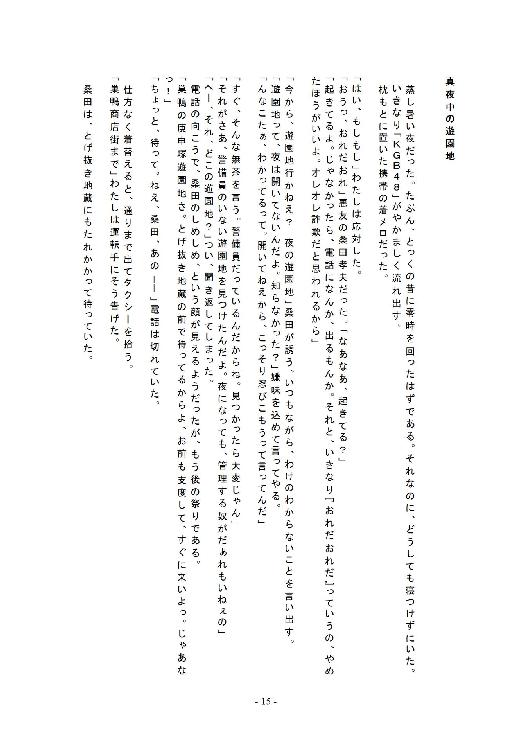 真夜中の遊園地
蒸し暑い夜だった。たぶん、とっくの昔に零時を回ったはずである。それなのに、どうしても寝つけずにいた。
いきなり「KGB48」がやかましく流れ出す。
枕もとに置いた携帯の着メロだった。
「はい、もしもし」わたしは応対した。
「おうっ、おれだおれ」悪友の桑田孝夫だった。「なあなあ、起きてる？」
「起きてるよ。じゃなかったら、電話になんか、出るもんか。それと、いきなり『おれだおれだ』っていうの、やめ
たほうがいいよ。オレオレ詐欺だと思われるから」
「今から、遊園地行かねえ？　夜の遊園地」桑田が誘う。いつもながら、わけのわからないことを言い出す。
「遊園地って、夜は開いてないんだよ。知らなかった？」嫌味を込めて言ってやる。
「んなこたあ、わかってるって。開いてねえから、こっそり忍びこもうって言ってんだ」
「すぐ、そんな無茶を言う。警備員だっているんだからね。見つかったら大変じゃん」
「それがさあ、警備員のいない遊園地を見つけたんだよ。夜になっても、管理する奴がだぁれもいねえの」
「へー、それ、どこの遊園地？」つい、聞き返してしまった。
電話の向こうで、桑田のしめしめ、という顔が見えるようだったが、もう後の祭りである。
「巣鴨の庚申塚遊園地さ。とげ抜き地蔵の前で待ってるからよ、お前も支度して、すぐに来いよっ。じゃあな
っ！」
「ちょっと、待って。ねえ、桑田、あの――」電話は切れていた。
仕方なく着替えると、通りまで出てタクシーを拾う。
「巣鴨商店街まで」わたしは運転手にそう告げた。
桑田は、とげ抜き地蔵にもたれかかって待っていた。
- 15 -